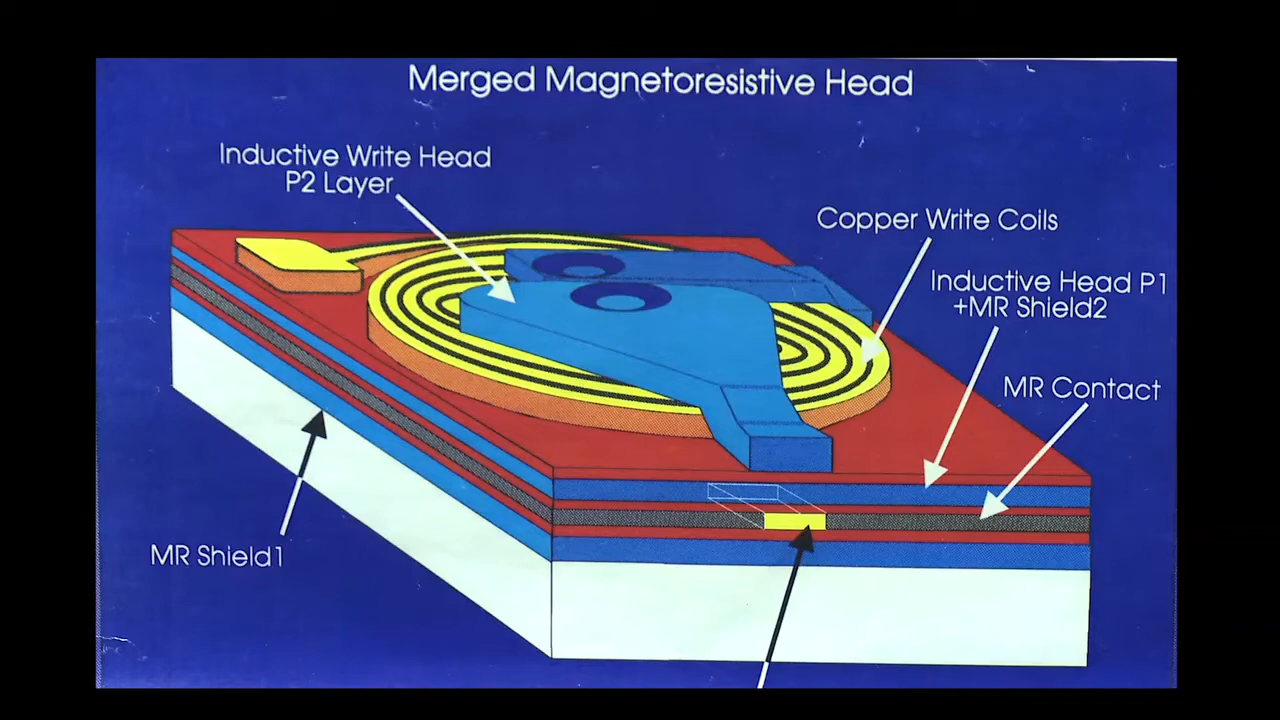 Merged Magnetoresistive Head
Inductive Write Head
P2 Layer
Copper Write Coils
Inductive Head P1
+MR Shield2
MR Contact
MR Shield1